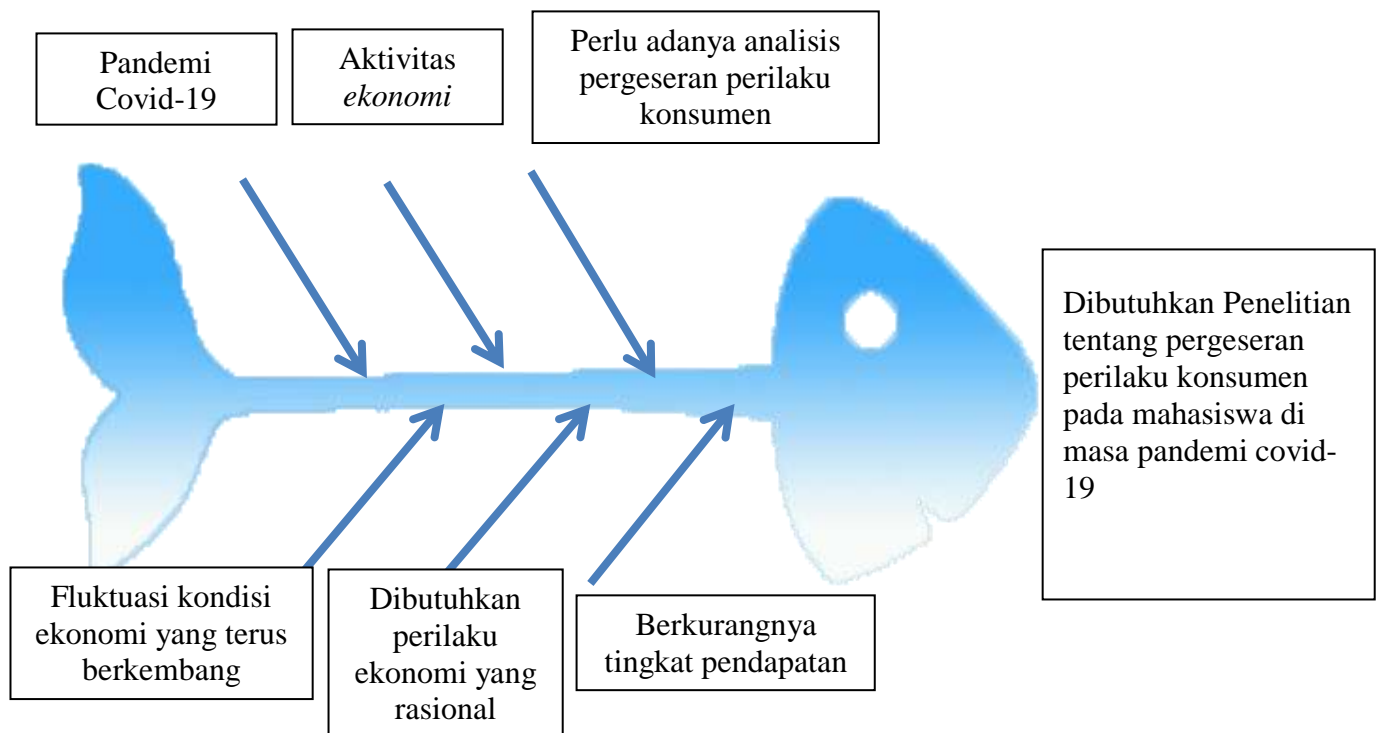 Pandemi
Covid-19
Aktivitas
ekonomi
Perlu adanya analisis
pergeseran perilaku
konsumen
Dibutuhkan Penelitian
tentang pergeseran
perilaku konsumen
pada mahasiswa di
masa pandemi covid-
19
Fluktuasi kondisi
ekonomi yang terus
berkembang
Dibutuhkan
perilaku
ekonomi yang
rasional
Berkurangnya
tingkat pendapatan